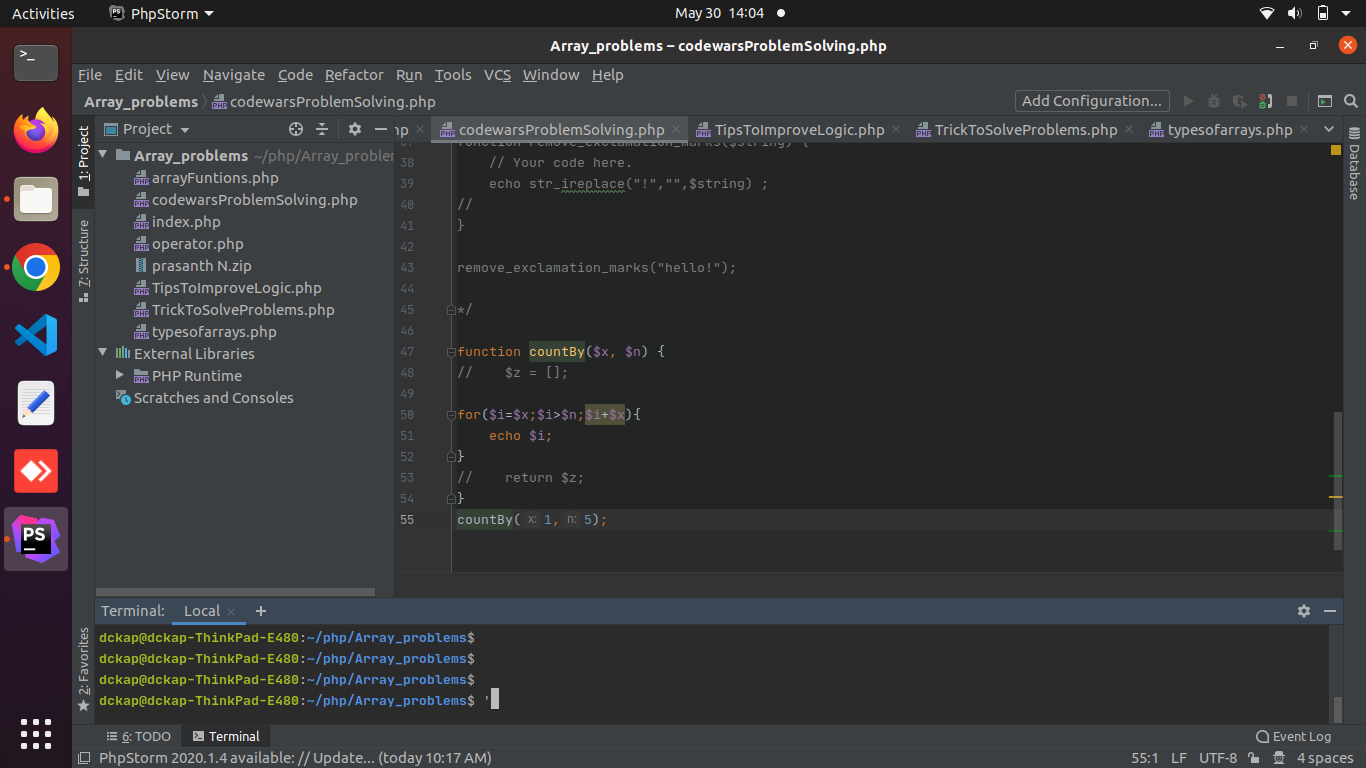 Activities PhpStorm May 30 14:04
Array_problems – codewarsProblemSolving.php
File Edit View Navigate Code Refactor Run Tools VCS Window Help
Array_problems codewarsProblemSolving.php Add Configuration...
Project
codewarsProblemSolving.php TipsToImproveLogic.php TrickToSolveProblems.php typesofarrays.php
1: Project
7: Structure
2: Favorites
Database
Array_problems ~/php/Array_probler
arrayFuntions.php
codewarsProblemSolving.php
index.php
operator.php
prasanth N.zip
TipsToImproveLogic.php
TrickToSolveProblems.php
typesofarrays.php
External Libraries
PHP Runtime
Scratches and Consoles
37 function remove_exclamation_marks($string) {
38 // Your code here.
39 echo str_ireplace("!","",$string) ;
40 //
41 }
42
43 remove_exclamation_marks("hello!");
44
45 */
46
47 function countBy($x, $n) {
48 // $z = [];
49
50 for($i=$x;$i>$n;$i+$x){
51 echo $i;
52 }
53 // return $z;
54 }
55 countBy( x: 1, n: 5);
Terminal: Local +
dckap@dckap-ThinkPad-E480:~/php/Array_problems$
dckap@dckap-ThinkPad-E480:~/php/Array_problems$
dckap@dckap-ThinkPad-E480:~/php/Array_problems$
dckap@dckap-ThinkPad-E480:~/php/Array_problems$ '
6: TODO Terminal Event Log
PhpStorm 2020.1.4 available: // Update... (today 10:17 AM) 55:1 LF UTF-8 4 spaces